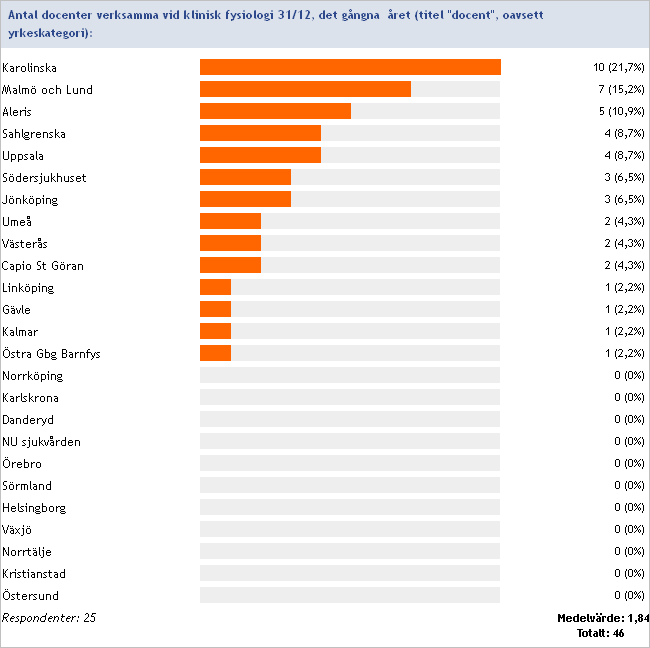 Antal docenter verksamma vid klinisk fysiologi 31/12, det gångna året (titel "docent", oavsett
yrkeskategori):
Karolinska 10 (21,7%)
Malmö och Lund 7 (15,2%)
Aleris 5 (10,9%)
Sahlgrenska 4 (8,7%)
Uppsala 4 (8,7%)
Södersjukhuset 3 (6,5%)
Jönköping 3 (6,5%)
Umeå 2 (4,3%)
Västerås 2 (4,3%)
Capio St Göran 2 (4,3%)
Linköping 1 (2,2%)
Gävle 1 (2,2%)
Kalmar 1 (2,2%)
Östra Gbg Barnfys 1 (2,2%)
Norrköping 0 (0%)
Karlskrona 0 (0%)
Danderyd 0 (0%)
NU sjukvården 0 (0%)
Örebro 0 (0%)
Sörmland 0 (0%)
Helsingborg 0 (0%)
Växjö 0 (0%)
Norrtälje 0 (0%)
Kristianstad 0 (0%)
Östersund 0 (0%)
Respondenter: 25 Medelvärde: 1,84
Totalt: 46